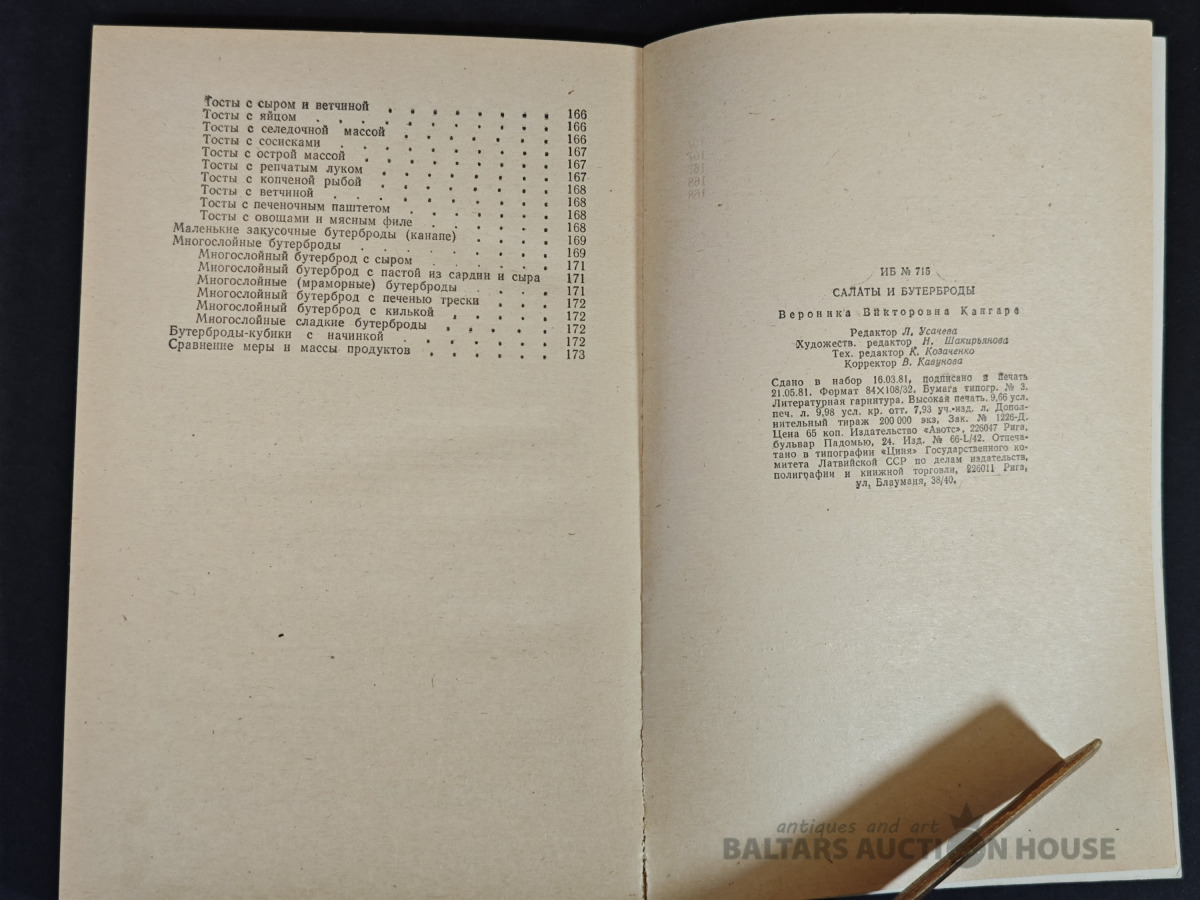 Тосты с сыром и ветчиной . . . . . . . 166
Тосты с яйцом . . . . . . . . . 166
Тосты с селедочной массой . . . . . . . 166
Тосты с сосисками . . . . . . . . 167
Тосты с острой массой . . . . . . . . 167
Тосты с репчатым луком . . . . . . . 167
Тосты с копченой рыбой . . . . . . . 168
Тосты с ветчиной . . . . . . . . 168
Тосты с печеночным паштетом . . . . . . 168
Тосты с овощами и мясным филе . . . . . . 168
Маленькие закусочные бутерброды (канапе) . . . . 169
Многослойные бутерброды . . . . . . . . 169
Многослойный бутерброд с сыром . . . . . . 171
Многослойный бутерброд с пастой из сардин и сыра 171
Многослойные (мраморные) бутерброды . . . . 171
Многослойный бутерброд с печенью трески . . . 172
Многослойный бутерброд с килькой . . . . . 172
Многослойные сладкие бутерброды . . . . . 172
Бутерброды-кубики с начинкой . . . . . . . 172
Сравнение меры и массы продуктов . . . . . . 173
ИБ № 715
САЛАТЫ И БУТЕРБРОДЫ
Вероника Викторовна Кангаре
Редактор Л. Усачева
Художеств. редактор Н. Шакирьянова
Тех. редактор К. Козаченко
Корректор В. Кавунова
Сдано в набор 16.03.81, подписано в печать
21.05.81. Формат 84×108/32. Бумага типогр. № 3.
Литературная гарнитура. Высокая печать. 9,66 усл.
печ. л. 9,98 усл. кр. отт. 7,93 уч.-изд. л. Допол-
нительный тираж 200 000 экз. Зак. № 1226-Д.
Цена 65 коп. Издательство «Авотс», 226047 Рига,
бульвар Падомью, 24. Изд. № 66-L/42. Отпеча-
тано в типографии «Циня» Государственного ко-
митета Латвийской ССР по делам издательств,
полиграфии и книжной торговли, 226011 Рига,
ул. Блауманя, 38/40.
antiques and art
BALTARS AUCTION HOUSE